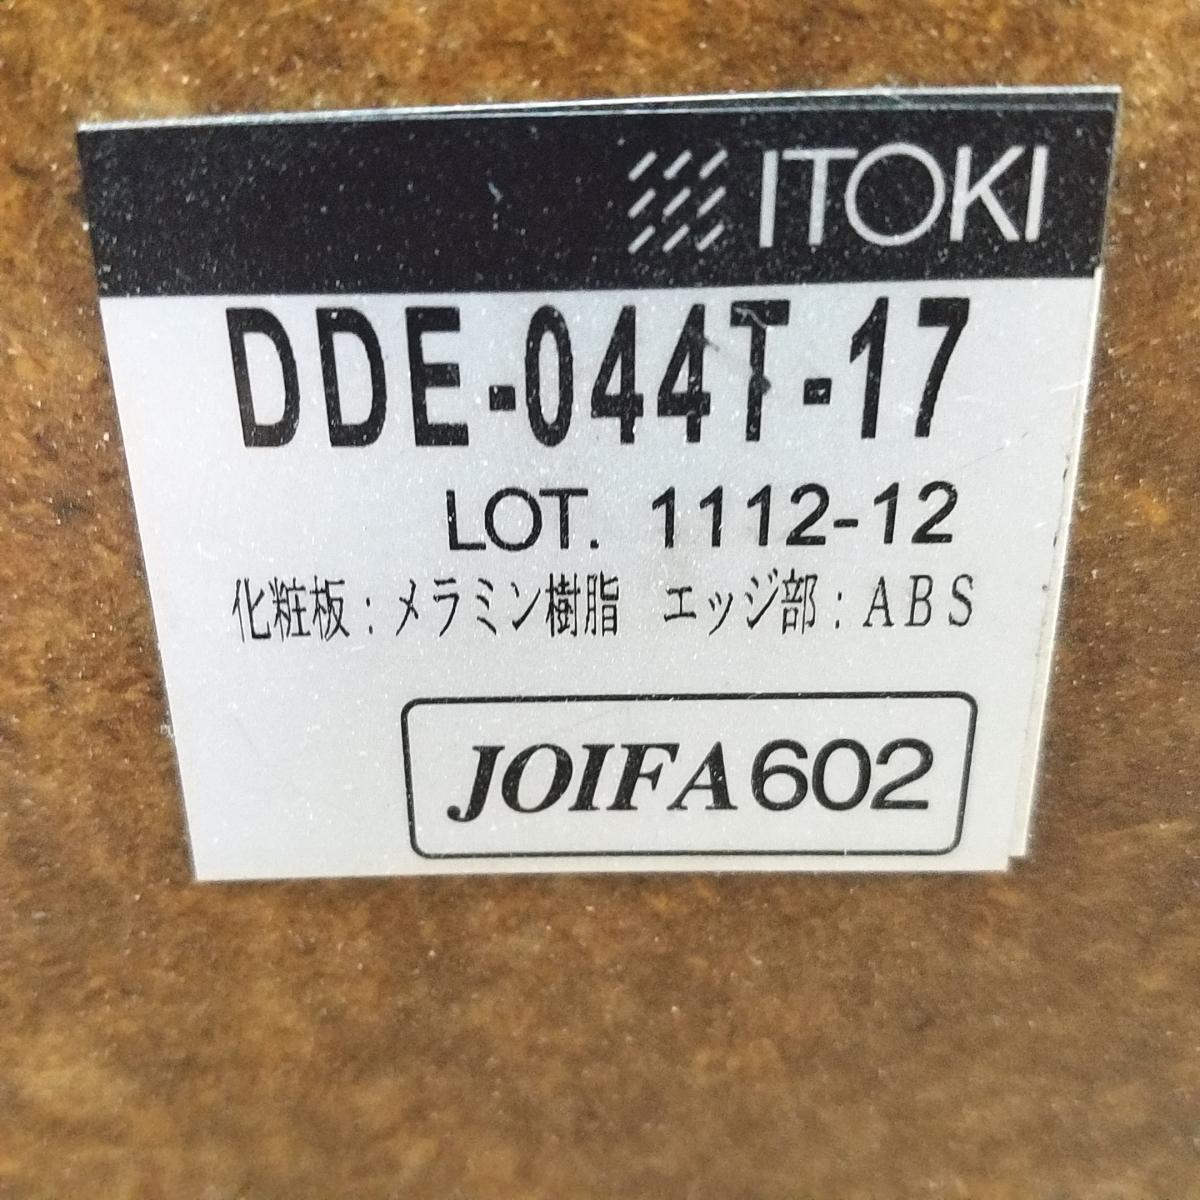 ITOKI
DDE-044T-17
LOT. 1112-12
化粧板:メラミン樹脂 エッジ部:ABS
JOIFA602